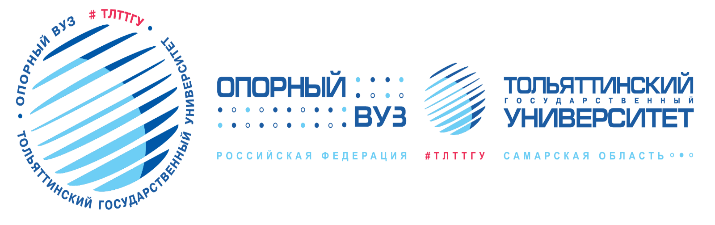 ОПОРНЫЙ ВУЗ # ТЛТТГУ
ТОЛЬЯТТИНСКИЙ ГОСУДАРСТВЕННЫЙ УНИВЕРСИТЕТ
ОПОРНЫЙ
ВУЗ
ТОЛЬЯТТИНСКИЙ
ГОСУДАРСТВЕННЫЙ
УНИВЕРСИТЕТ
РОССИЙСКАЯ ФЕДЕРАЦИЯ #ТЛТТГУ САМАРСКАЯ ОБЛАСТЬ